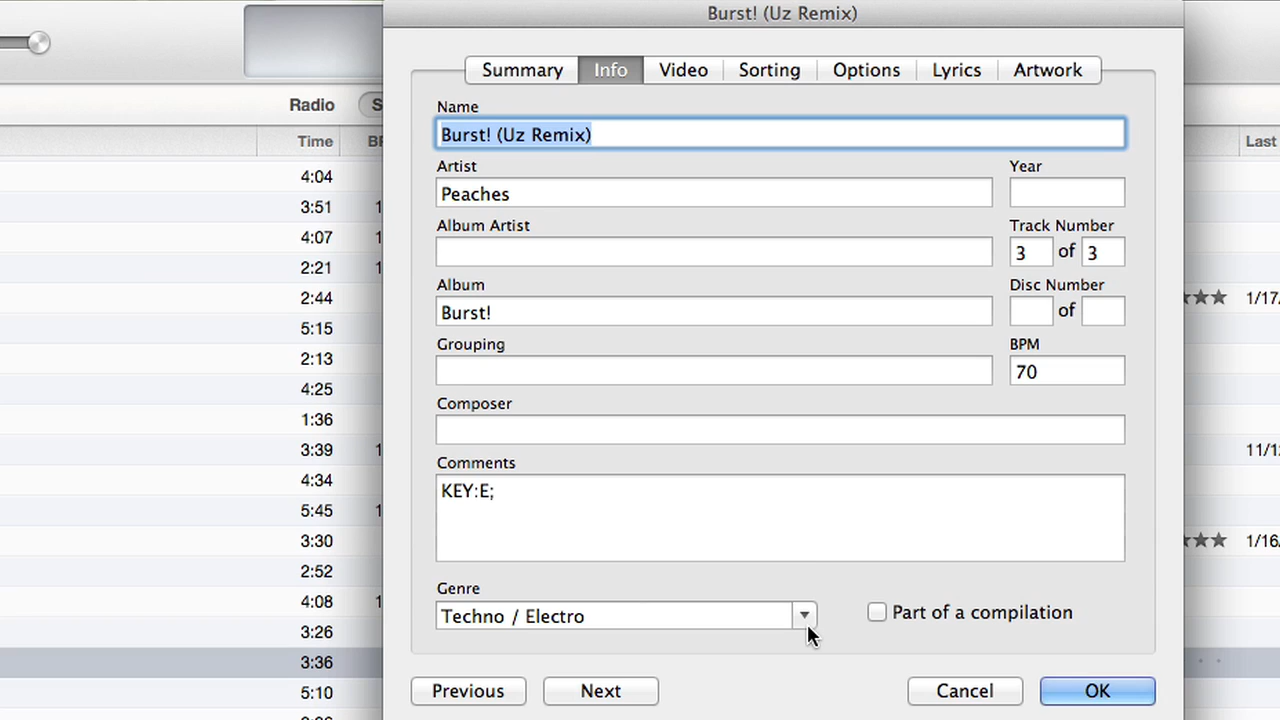 Burst! (Uz Remix)
Summary Info Video Sorting Options Lyrics Artwork
Radio
Time Last
Name
Burst! (Uz Remix)
Artist Year
Peaches
Album Artist Track Number
3 of 3
Album Disc Number
Burst! of
Grouping BPM
70
Composer
Comments
KEY:E;
Genre
Techno / Electro Part of a compilation
Previous Next Cancel OK
4:04
3:51
4:07
2:21
2:44
5:15
2:13
4:25
1:36
3:39
4:34
5:45
3:30
2:52
4:08
3:26
3:36
5:10
1/17
1/16